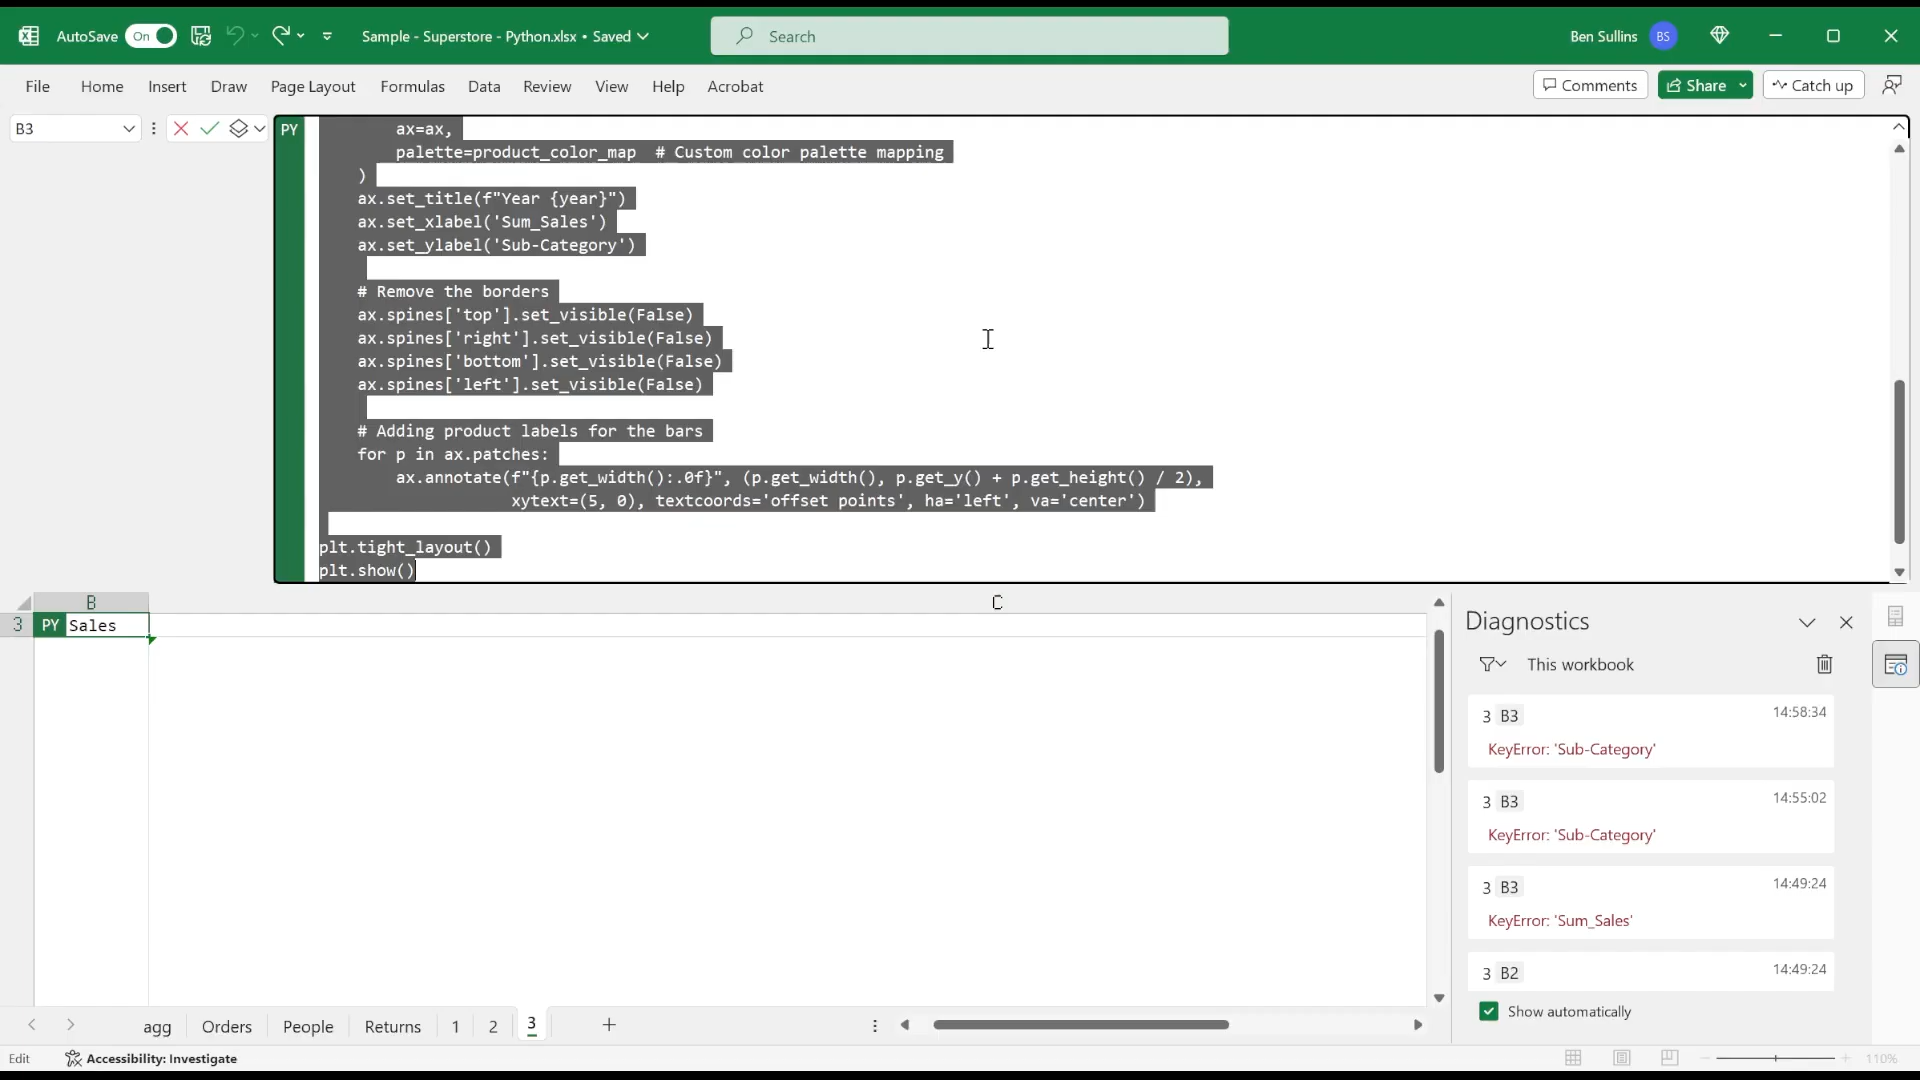 AutoSave On Sample - Superstore - Python.xlsx • Saved Search Ben Sullins BS
File Home Insert Draw Page Layout Formulas Data Review View Help Acrobat Comments Share Catch up
B3 PY
ax=ax,
palette=product_color_map  # Custom color palette mapping
)
ax.set_title(f"Year {year}")
ax.set_xlabel('Sum_Sales')
ax.set_ylabel('Sub-Category')
# Remove the borders
ax.spines['top'].set_visible(False)
ax.spines['right'].set_visible(False)
ax.spines['bottom'].set_visible(False)
ax.spines['left'].set_visible(False)
# Adding product labels for the bars
for p in ax.patches:
ax.annotate(f"{p.get_width():.0f}", (p.get_width(), p.get_y() + p.get_height() / 2),
xytext=(5, 0), textcoords='offset points', ha='left', va='center')
plt.tight_layout()
plt.show()
B C
3 PY Sales
Diagnostics
This workbook
3 B3 14:58:34
KeyError: 'Sub-Category'
3 B3 14:55:02
KeyError: 'Sub-Category'
3 B3 14:49:24
KeyError: 'Sum_Sales'
3 B2 14:49:24
Show automatically
agg Orders People Returns 1 2 3
Edit Accessibility: Investigate 110%